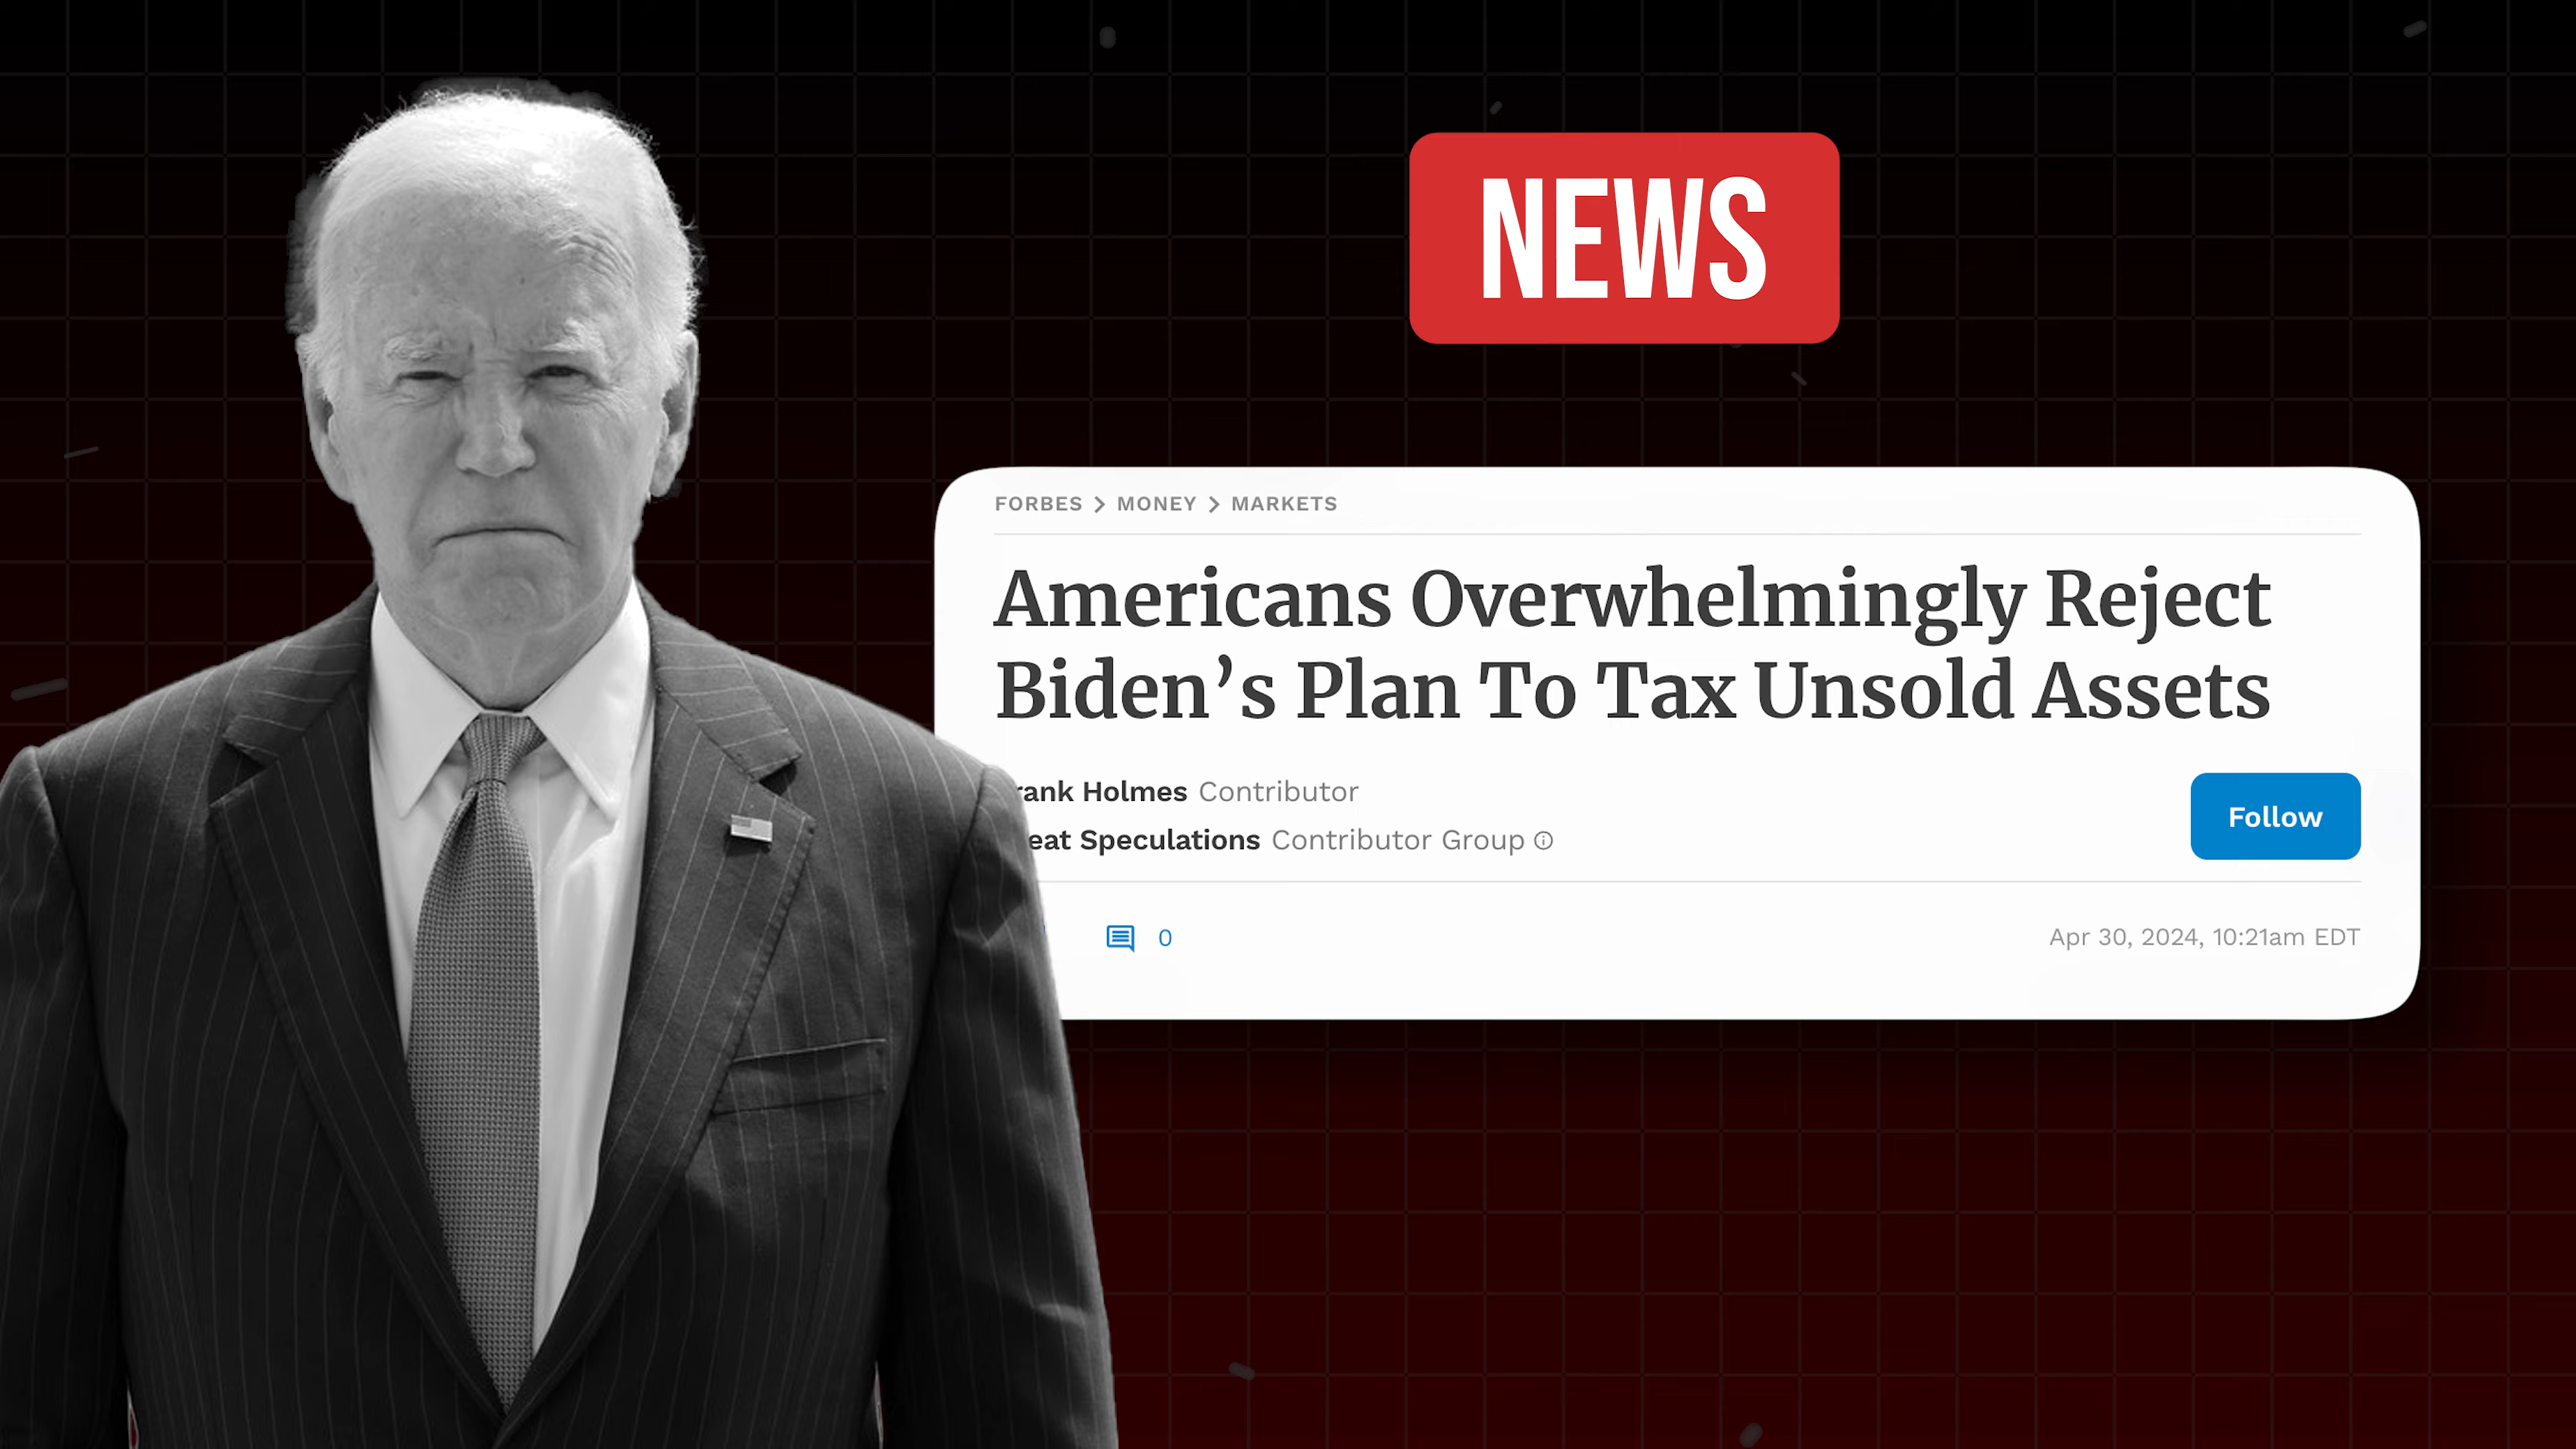 NEWS
FORBES > MONEY > MARKETS
Americans Overwhelmingly Reject
Biden’s Plan To Tax Unsold Assets
rank Holmes Contributor
eat Speculations Contributor Group
Follow
0
Apr 30, 2024, 10:21am EDT